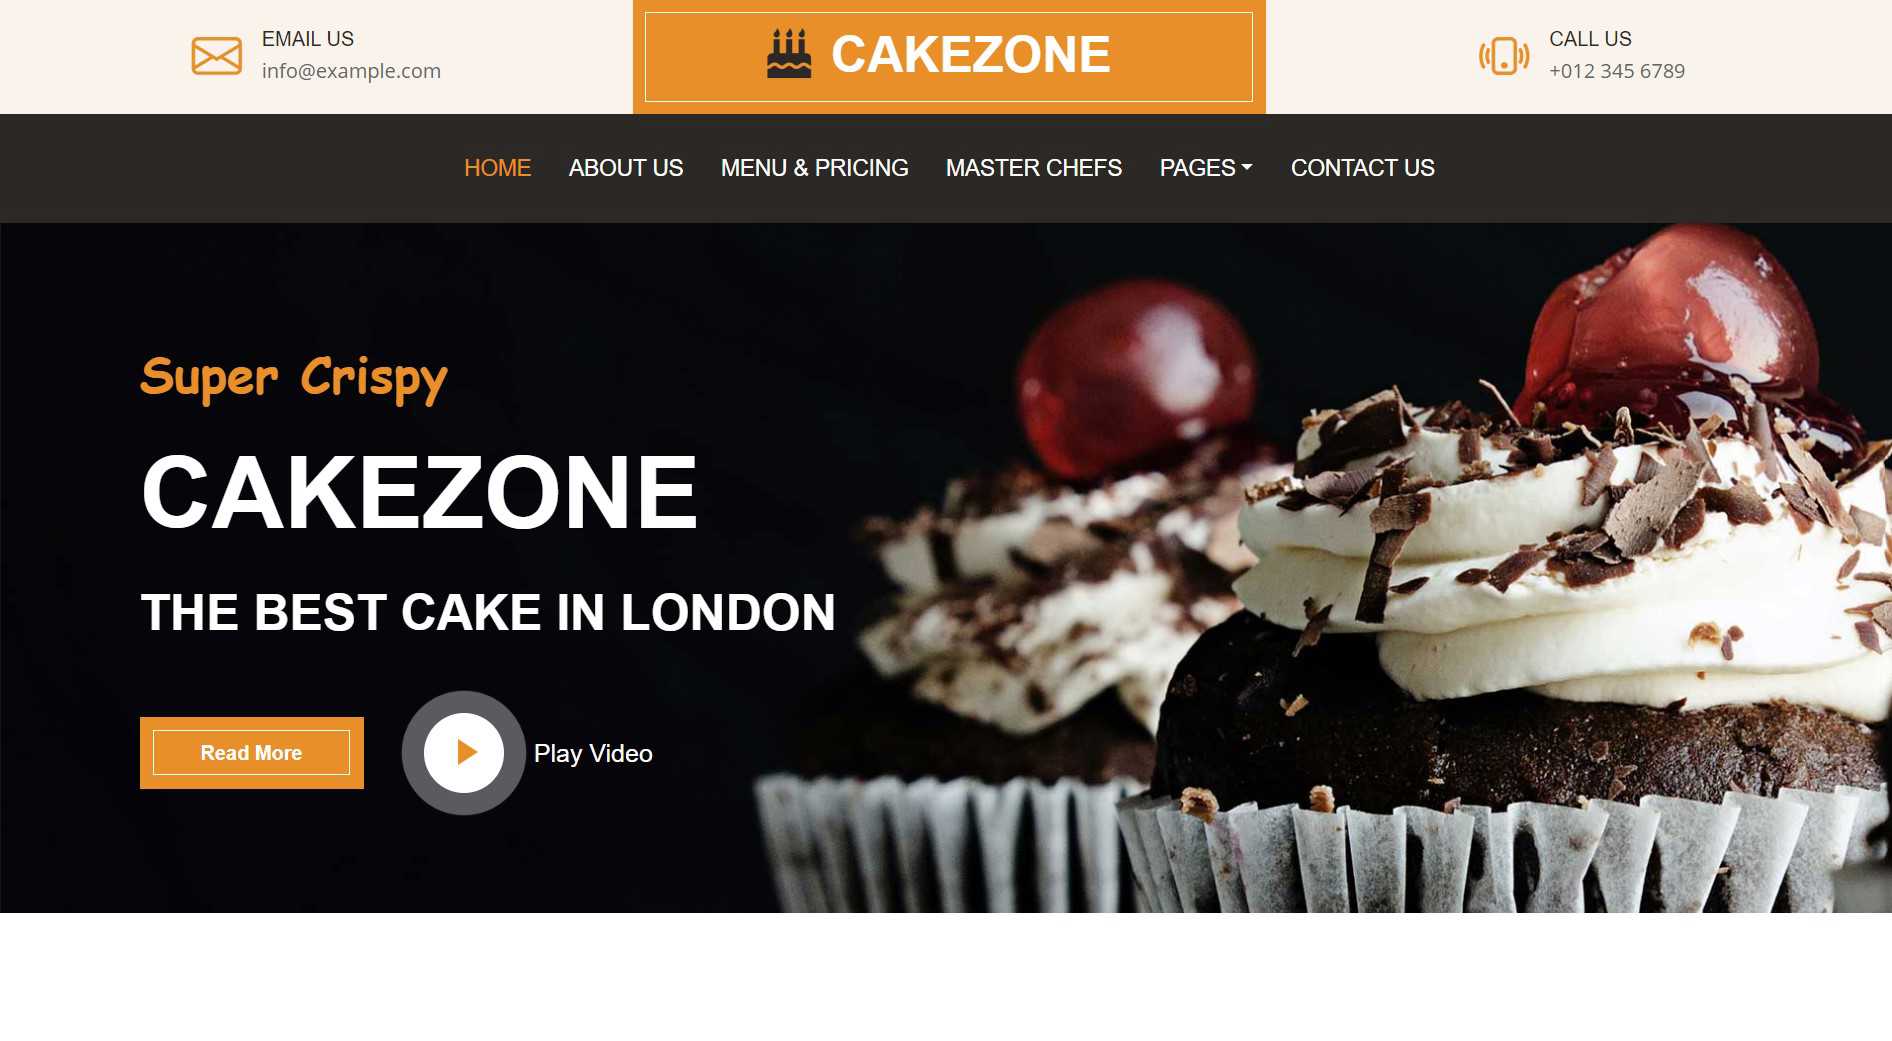 EMAIL US
info@example.com
CAKEZONE
CALL US
+012 345 6789
HOME ABOUT US MENU & PRICING MASTER CHEFS PAGES CONTACT US
Super Crispy
CAKEZONE
THE BEST CAKE IN LONDON
Read More
Play Video